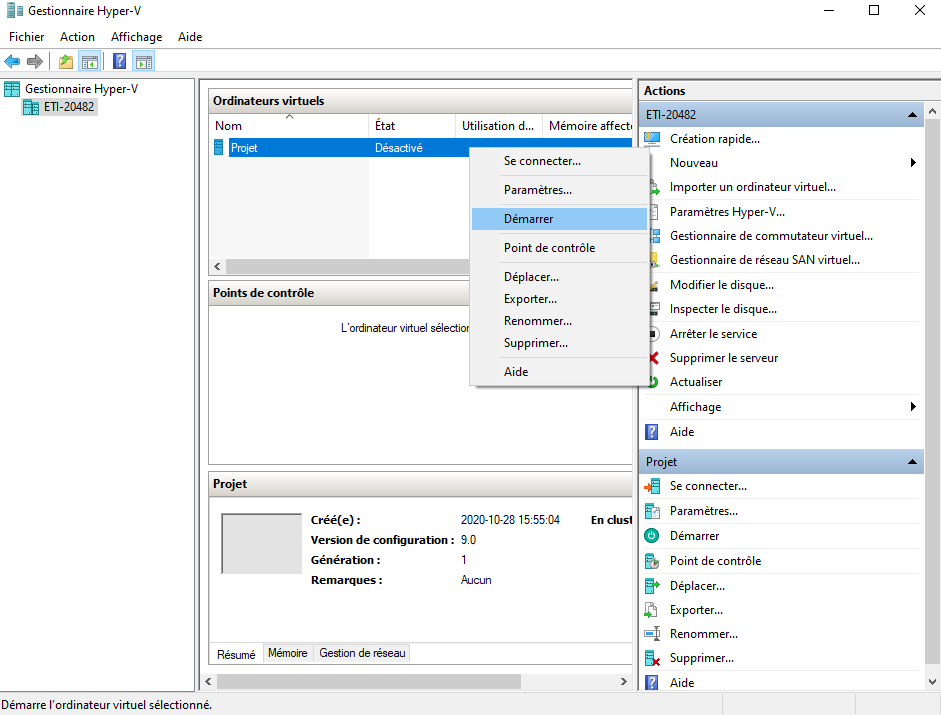 Gestionnaire Hyper-V
Fichier Action Affichage Aide
Gestionnaire Hyper-V
ETI-20482
Ordinateurs virtuels
Nom État Utilisation d... Mémoire affecté
Projet Désactivé
Se connecter...
Paramètres...
Démarrer
Point de contrôle
Déplacer...
Exporter...
Renommer...
Supprimer...
Aide
Points de contrôle
L'ordinateur virtuel sélection
Projet
Créé(e) : 2020-10-28 15:55:04 En clust
Version de configuration : 9.0
Génération : 1
Remarques : Aucun
Résumé Mémoire Gestion de réseau
Actions
ETI-20482
Création rapide...
Nouveau
Importer un ordinateur virtuel...
Paramètres Hyper-V...
Gestionnaire de commutateur virtuel...
Gestionnaire de réseau SAN virtuel...
Modifier le disque...
Inspecter le disque...
Arrêter le service
Supprimer le serveur
Actualiser
Affichage
Aide
Projet
Se connecter...
Paramètres...
Démarrer
Point de contrôle
Déplacer...
Exporter...
Renommer...
Supprimer...
Aide
Démarre l'ordinateur virtuel sélectionné.